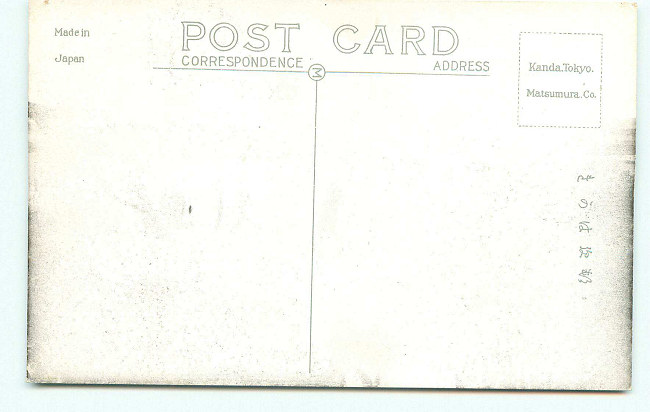 Made in
Japan
POST CARD
CORRESPONDENCE
M
ADDRESS
Kanda.Tokyo.
Matsumura.Co.